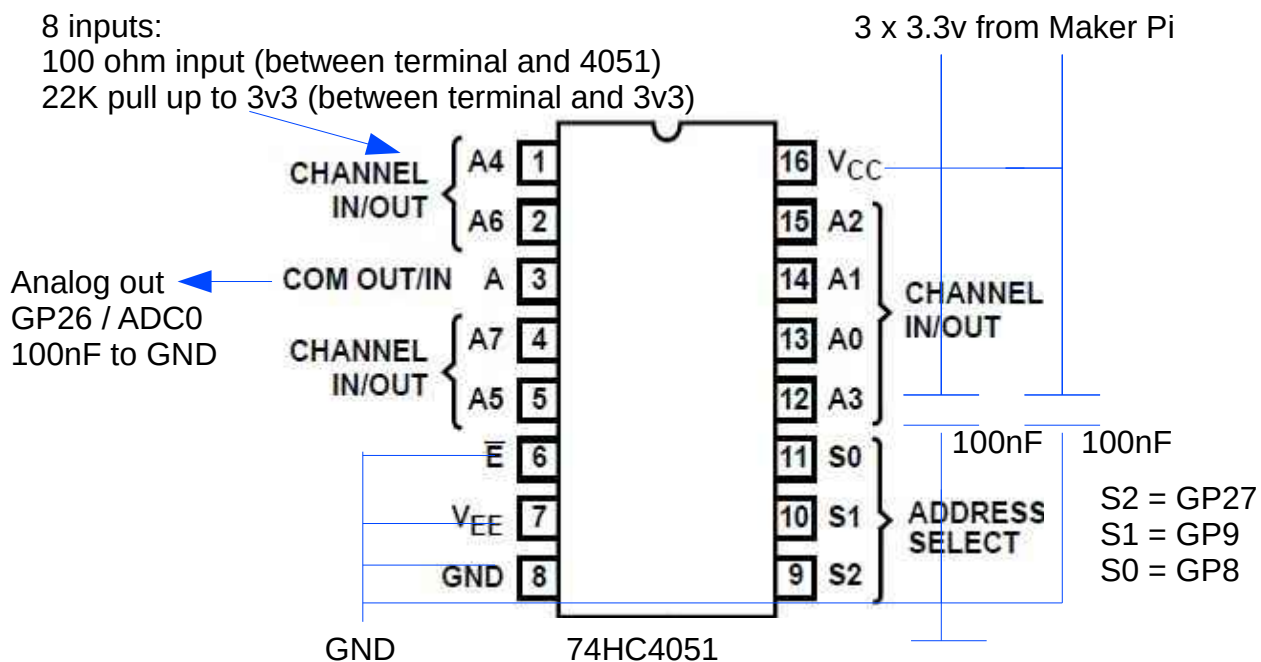 8 inputs:
100 ohm input (between terminal and 4051)
22K pull up to 3v3 (between terminal and 3v3)
3 x 3.3v from Maker Pi
CHANNEL
IN/OUT
A4 1
A6 2
COM OUT/IN A 3
CHANNEL
IN/OUT
A7 4
A5 5
E̅ 6
VEE 7
GND 8
Analog out
GP26 / ADC0
100nF to GND
16 VCC
15 A2
14 A1
13 A0
12 A3
CHANNEL
IN/OUT
11 S0
10 S1
9 S2
ADDRESS
SELECT
100nF 100nF
S2 = GP27
S1 = GP9
S0 = GP8
GND
74HC4051